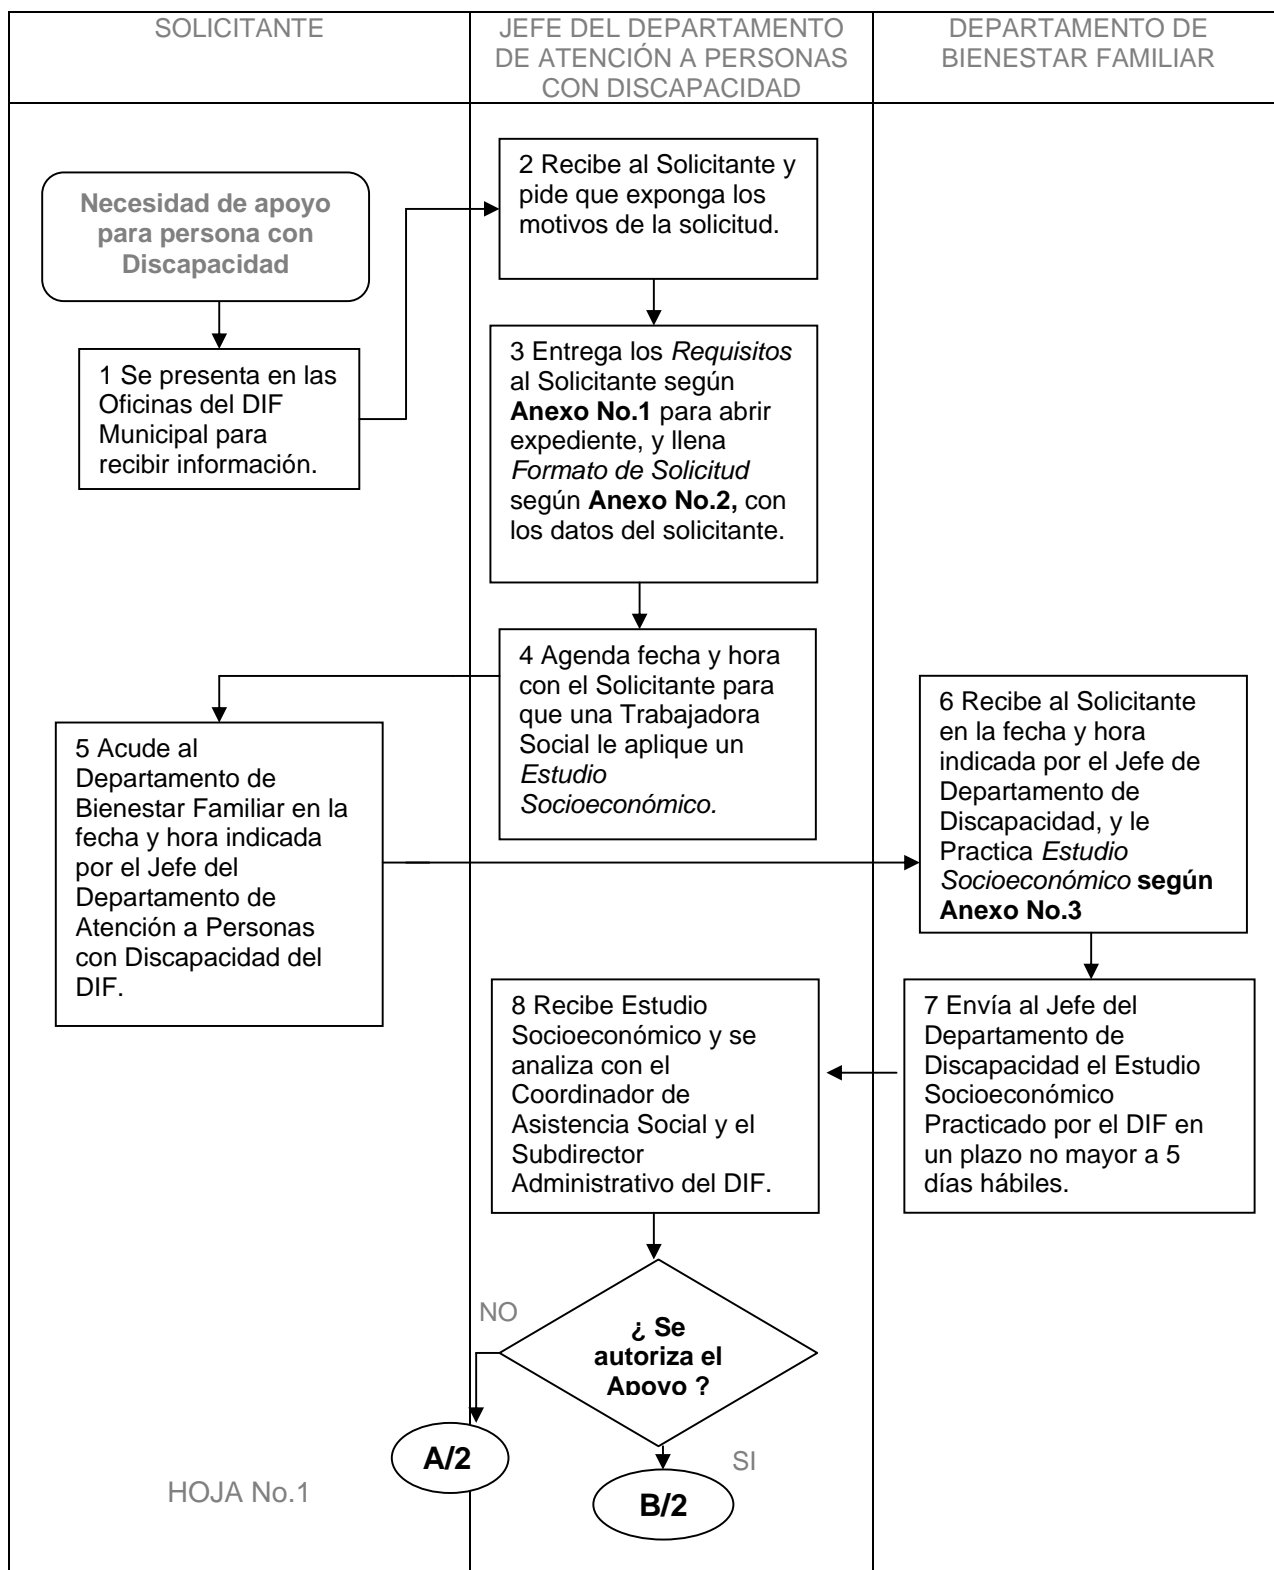 SOLICITANTE
JEFE DEL DEPARTAMENTO
DE ATENCIÓN A PERSONAS
CON DISCAPACIDAD
DEPARTAMENTO DE
BIENESTAR FAMILIAR
Necesidad de apoyo
para persona con
Discapacidad
1 Se presenta en las
Oficinas del DIF
Municipal para
recibir información.
2 Recibe al Solicitante y
pide que exponga los
motivos de la solicitud.
3 Entrega los Requisitos
al Solicitante según
Anexo No.1 para abrir
expediente, y llena
Formato de Solicitud
según Anexo No.2, con
los datos del solicitante.
4 Agenda fecha y hora
con el Solicitante para
que una Trabajadora
Social le aplique un
Estudio
Socioeconómico.
5 Acude al
Departamento de
Bienestar Familiar en la
fecha y hora indicada
por el Jefe del
Departamento de
Atención a Personas
con Discapacidad del
DIF.
6 Recibe al Solicitante
en la fecha y hora
indicada por el Jefe de
Departamento de
Discapacidad, y le
Practica Estudio
Socioeconómico según
Anexo No.3
7 Envía al Jefe del
Departamento de
Discapacidad el Estudio
Socioeconómico
Practicado por el DIF en
un plazo no mayor a 5
días hábiles.
8 Recibe Estudio
Socioeconómico y se
analiza con el
Coordinador de
Asistencia Social y el
Subdirector
Administrativo del DIF.
¿ Se
autoriza el
Apoyo ?
NO
A/2
SI
B/2
HOJA No.1